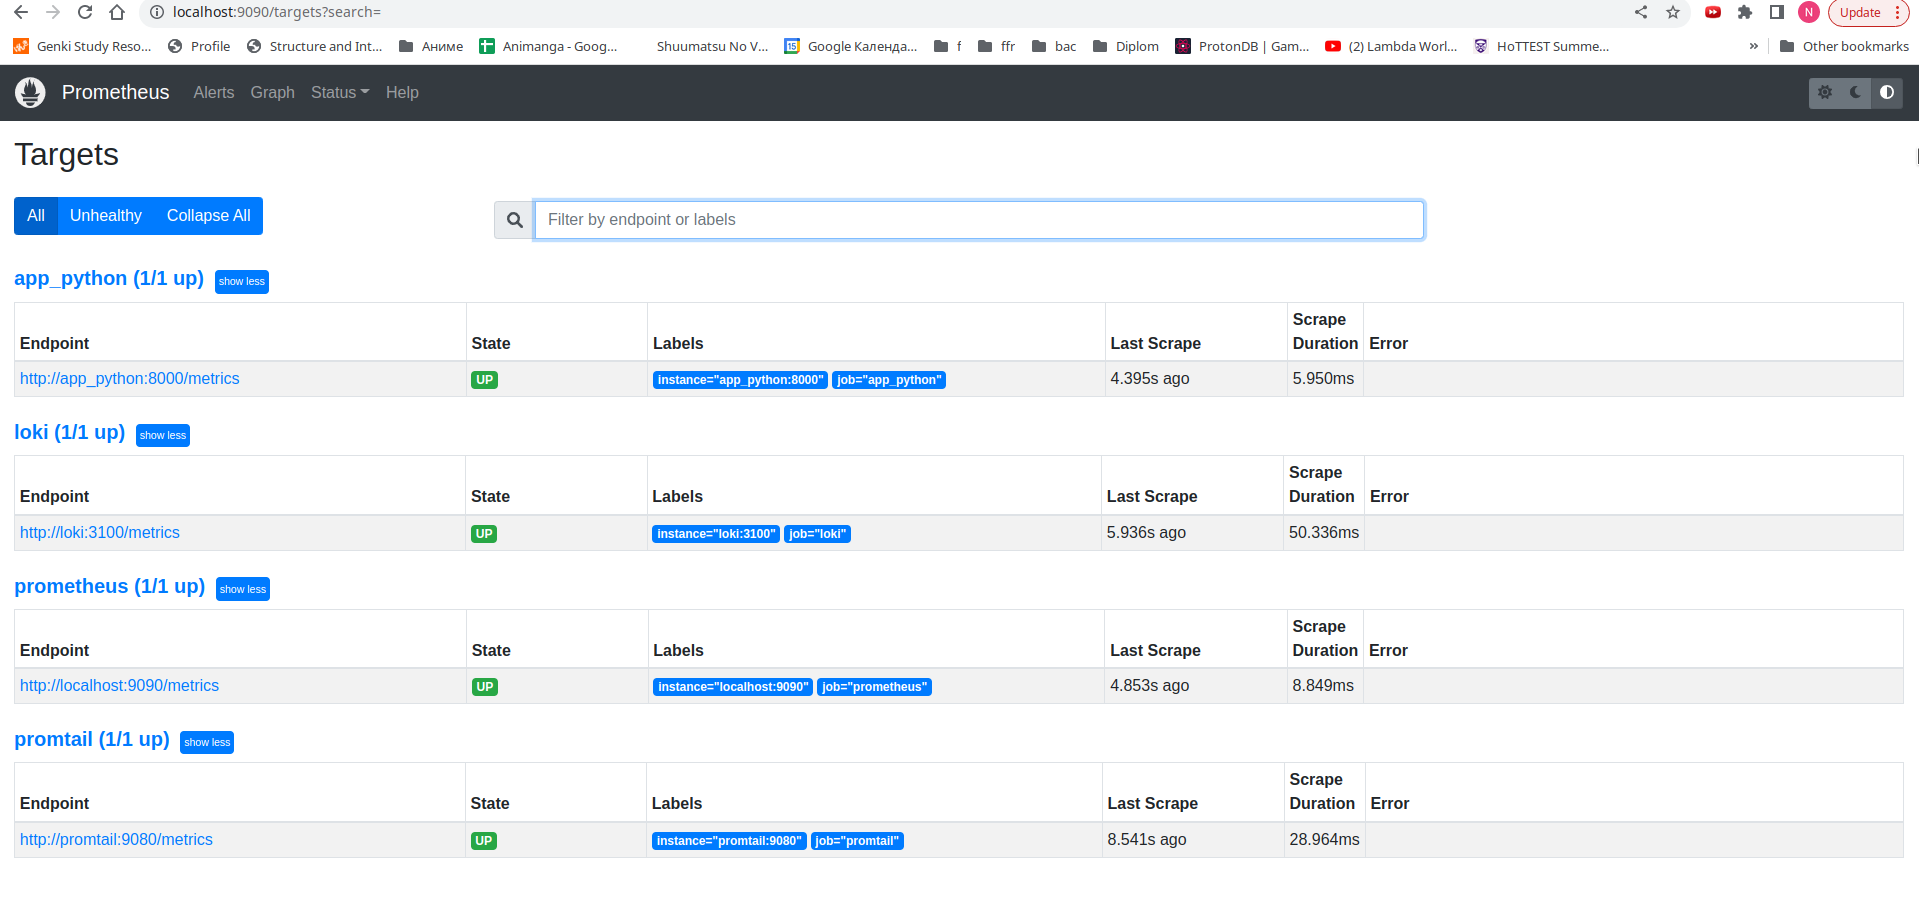 localhost:9090/targets?search=
N
Update
Genki Study Reso...
Profile
Structure and Int...
Аниме
Animanga - Goog...
Shuumatsu No V...
15
Google Календа...
f
ffr
bac
Diplom
ProtonDB | Gam...
(2) Lambda Worl...
HoTTEST Summe...
»
Other bookmarks
Prometheus
Alerts
Graph
Status
Help
Targets
All
Unhealthy
Collapse All
Filter by endpoint or labels
app_python (1/1 up) show less
Endpoint State Labels Last Scrape Scrape Duration Error
http://app_python:8000/metrics UP instance="app_python:8000" job="app_python" 4.395s ago 5.950ms
loki (1/1 up) show less
Endpoint State Labels Last Scrape Scrape Duration Error
http://loki:3100/metrics UP instance="loki:3100" job="loki" 5.936s ago 50.336ms
prometheus (1/1 up) show less
Endpoint State Labels Last Scrape Scrape Duration Error
http://localhost:9090/metrics UP instance="localhost:9090" job="prometheus" 4.853s ago 8.849ms
promtail (1/1 up) show less
Endpoint State Labels Last Scrape Scrape Duration Error
http://promtail:9080/metrics UP instance="promtail:9080" job="promtail" 8.541s ago 28.964ms